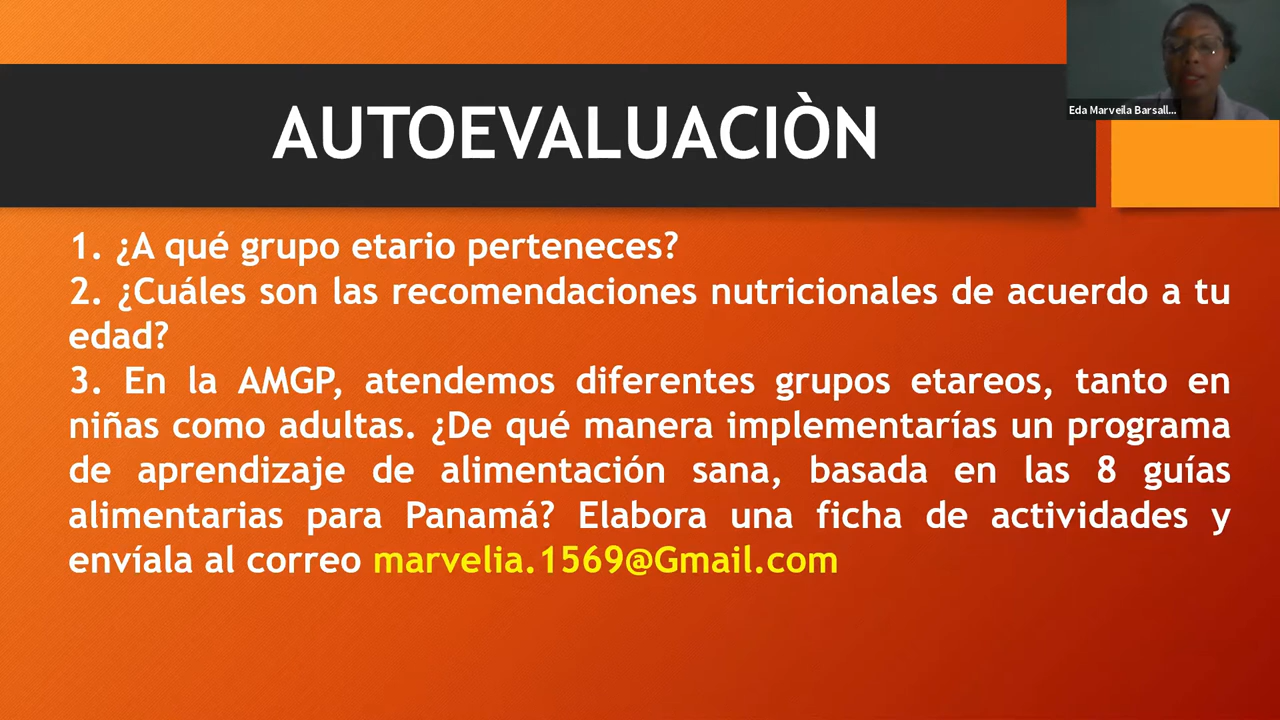 Eda Marveila Barsall...
AUTOEVALUACIÒN
1. ¿A qué grupo etario perteneces?
2. ¿Cuáles son las recomendaciones nutricionales de acuerdo a tu
edad?
3. En la AMGP, atendemos diferentes grupos etareos, tanto en
niñas como adultas. ¿De qué manera implementarías un programa
de aprendizaje de alimentación sana, basada en las 8 guías
alimentarias para Panamá? Elabora una ficha de actividades y
envíala al correo marvelia.1569@Gmail.com